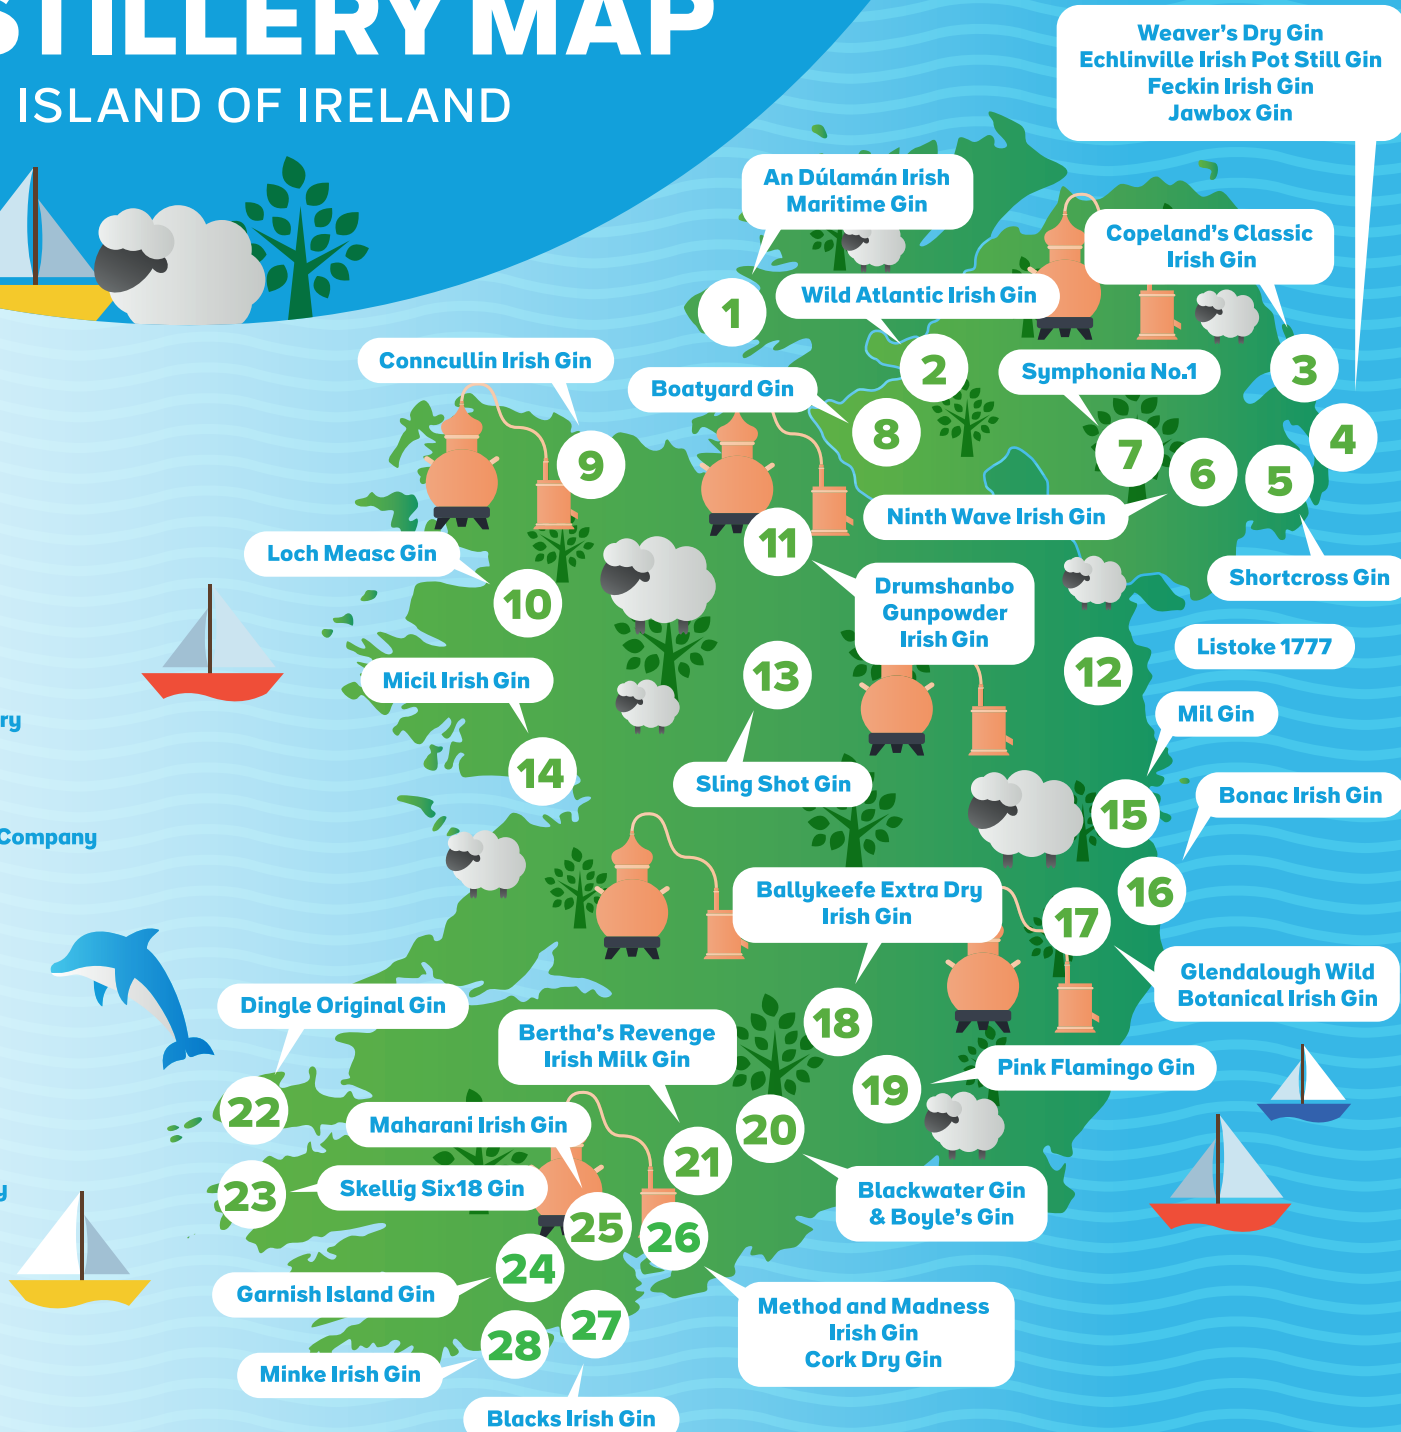 STILLERY MAP
ISLAND OF IRELAND
Weaver's Dry Gin
Echlinville Irish Pot Still Gin
Feckin Irish Gin
Jawbox Gin
An Dúlamán Irish
Maritime Gin
Copeland's Classic
Irish Gin
Wild Atlantic Irish Gin
1
2
3
4
Conncullin Irish Gin
Boatyard Gin
Symphonia No.1
8
7
6
5
9
Ninth Wave Irish Gin
11
Loch Measc Gin
10
Drumshanbo
Gunpowder
Irish Gin
Shortcross Gin
Listoke 1777
12
13
Micil Irish Gin
Mil Gin
ry
14
Sling Shot Gin
15
Bonac Irish Gin
Company
Ballykeefe Extra Dry
Irish Gin
16
17
Glendalough Wild
Botanical Irish Gin
Dingle Original Gin
18
Bertha's Revenge
Irish Milk Gin
Pink Flamingo Gin
19
22
Maharani Irish Gin
20
21
Skellig Six18 Gin
23
Blackwater Gin
& Boyle's Gin
y
25
26
24
Garnish Island Gin
Method and Madness
Irish Gin
Cork Dry Gin
27
28
Minke Irish Gin
Blacks Irish Gin